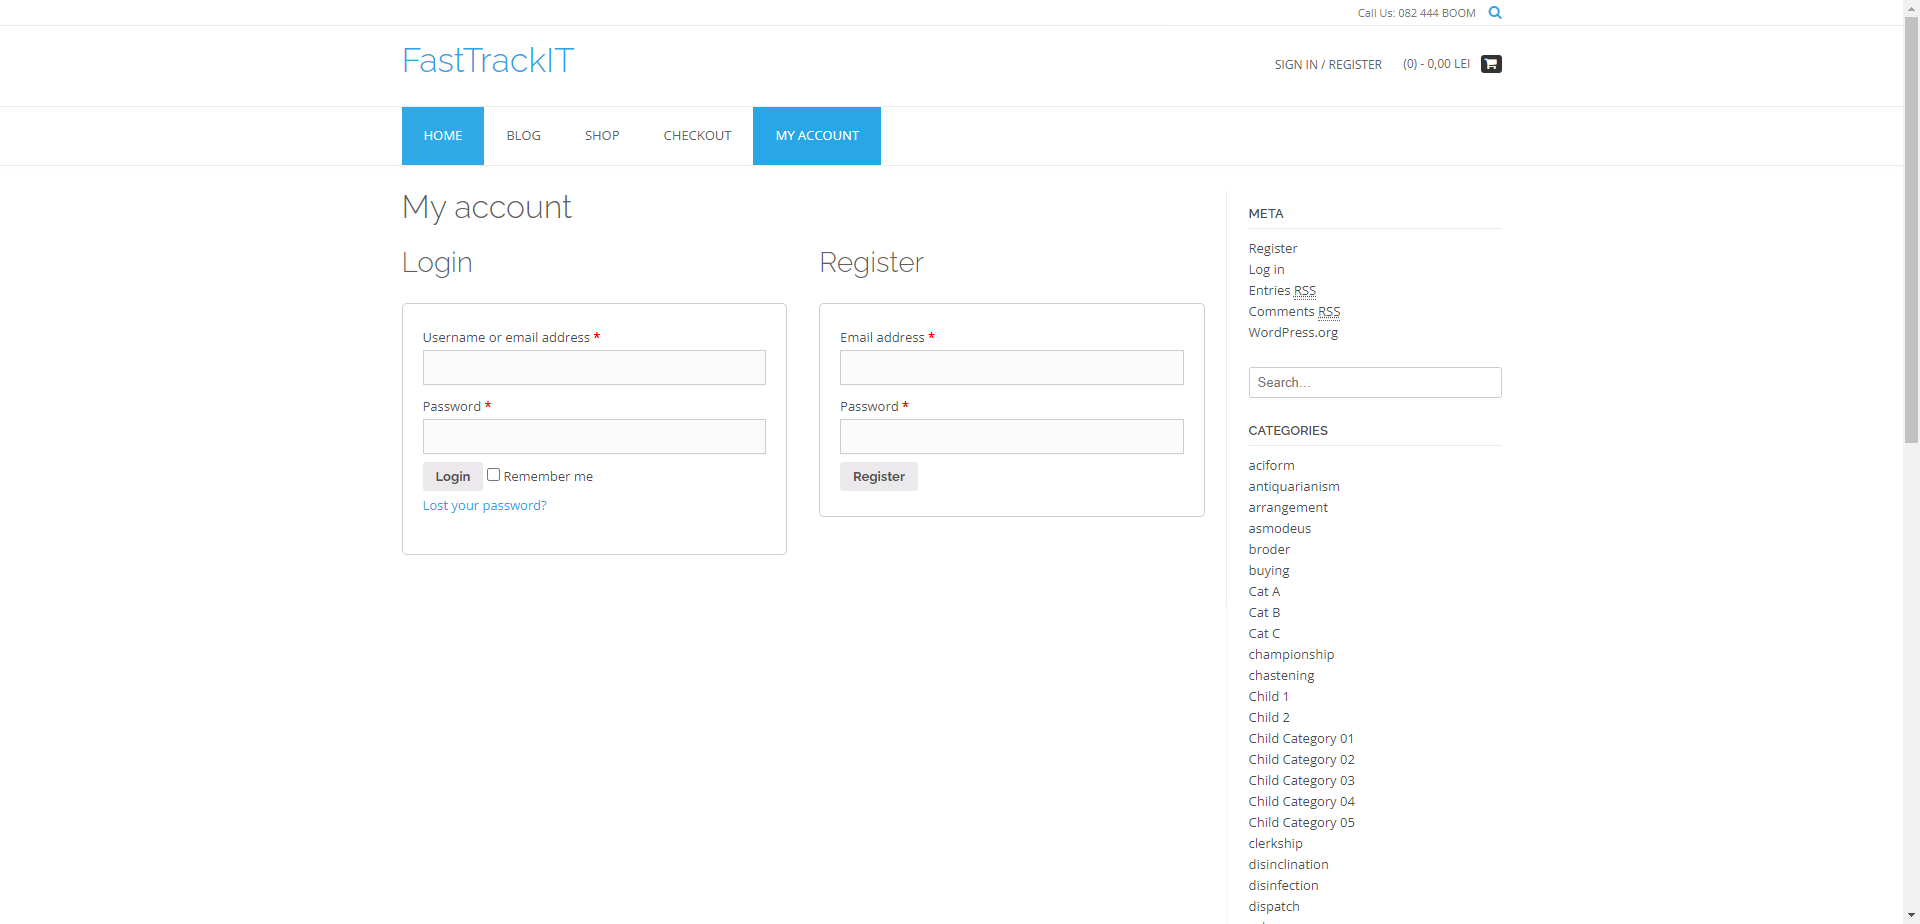 Call Us: 082 444 BOOM
FastTrackIT
SIGN IN / REGISTER
(0) - 0,00 LEI
HOME
BLOG
SHOP
CHECKOUT
MY ACCOUNT
My account
Login
Username or email address *
Password *
Login
Remember me
Lost your password?
Register
Email address *
Password *
Register
META
Register
Log in
Entries RSS
Comments RSS
WordPress.org
Search…
CATEGORIES
aciform
antiquarianism
arrangement
asmodeus
broder
buying
Cat A
Cat B
Cat C
championship
chastening
Child 1
Child 2
Child Category 01
Child Category 02
Child Category 03
Child Category 04
Child Category 05
clerkship
disinclination
disinfection
dispatch